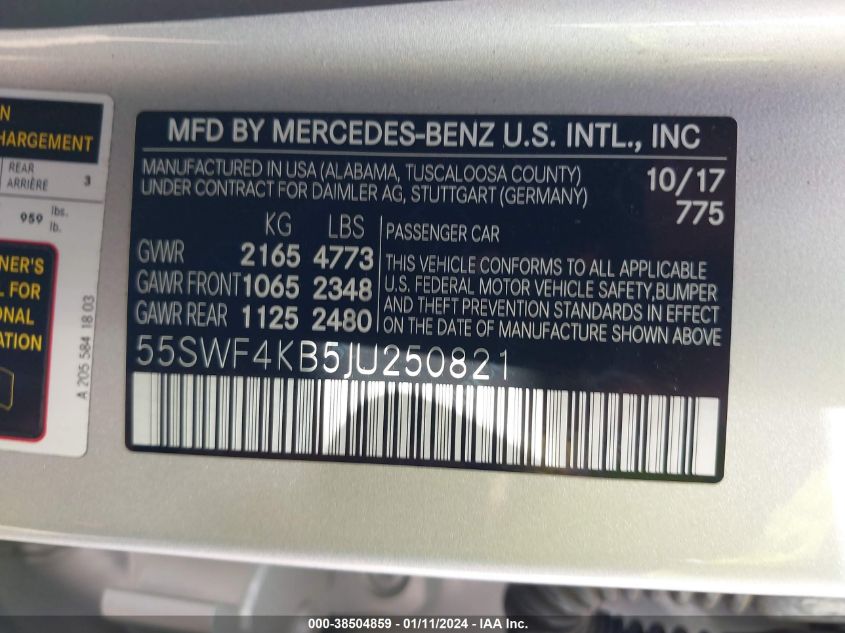 N
CHARGEMENT
REAR
ARRIÈRE 3
959 lbs.
lb.
NER'S
L FOR
ONAL
ATION
A 205 584 18 03
MFD BY MERCEDES-BENZ U.S. INTL., INC
MANUFACTURED IN USA (ALABAMA, TUSCALOOSA COUNTY)
UNDER CONTRACT FOR DAIMLER AG, STUTTGART (GERMANY)
10/17
775
KG LBS
GWWR 2165 4773
GAWR FRONT 1065 2348
GAWR REAR 1125 2480
PASSENGER CAR
THIS VEHICLE CONFORMS TO ALL APPLICABLE
U.S. FEDERAL MOTOR VEHICLE SAFETY, BUMPER
AND THEFT PREVENTION STANDARDS IN EFFECT
ON THE DATE OF MANUFACTURE SHOWN ABOVE
55SWF4KB5JU250821
000-38504859 - 01/11/2024 - IAA Inc.